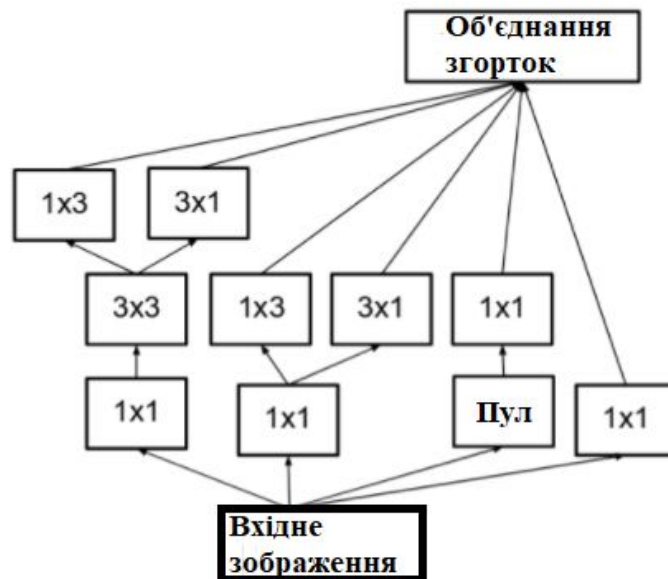 Об'єднання
згорток
1x3
3x1
3x3
1x3
3x1
1x1
1x1
1x1
Пул
1x1
Вхідне
зображення